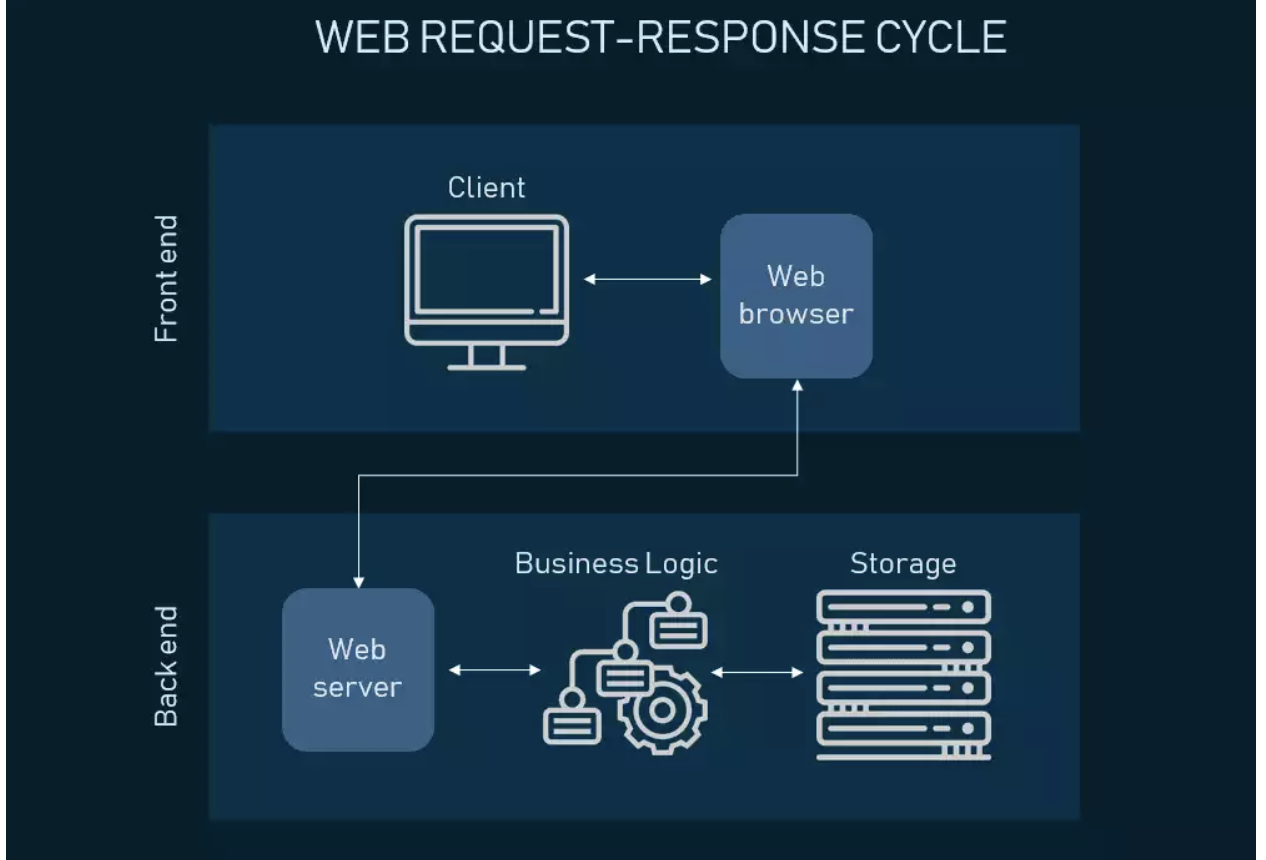 WEB REQUEST-RESPONSE CYCLE
Front end
Client
Web
browser
Back end
Web
server
Business Logic
Storage